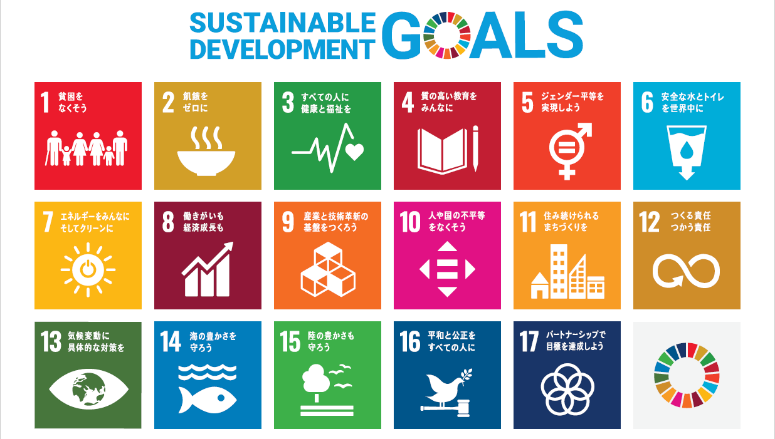 SUSTAINABLE
DEVELOPMENT
GOALS
1 貧困を
なくそう
2 飢餓を
ゼロに
3 すべての人に
健康と福祉を
4 質の高い教育を
みんなに
5 ジェンダー平等を
実現しよう
6 安全な水とトイレ
を世界中に
7 エネルギーをみんなに
そしてクリーンに
8 働きがいも
経済成長も
9 産業と技術革新の
基盤をつくろう
10 人や国の不平等
をなくそう
11 住み続けられる
まちづくりを
12 つくる責任
つかう責任
13 気候変動に
具体的な対策を
14 海の豊かさを
守ろう
15 陸の豊かさも
守ろう
16 平和と公正を
すべての人に
17 パートナーシップで
目標を達成しよう